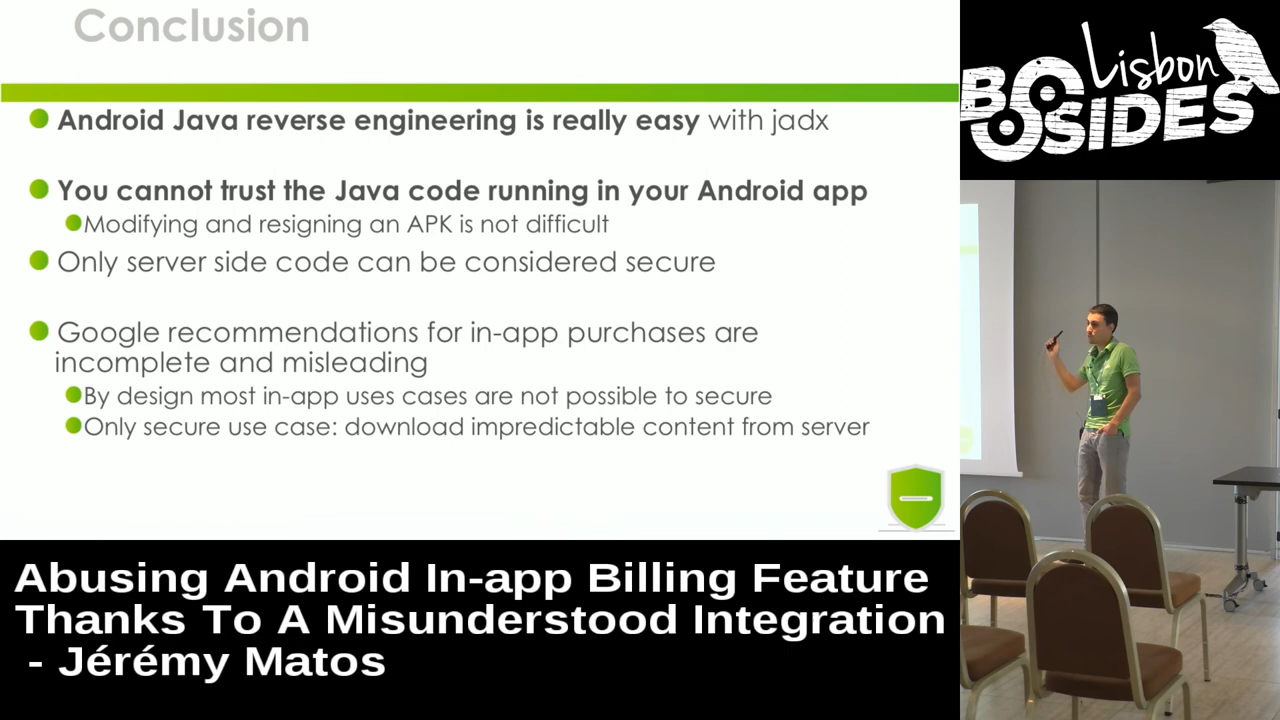 Conclusion
Android Java reverse engineering is really easy with jadx
You cannot trust the Java code running in your Android app
Modifying and resigning an APK is not difficult
Only server side code can be considered secure
Google recommendations for in-app purchases are
incomplete and misleading
By design most in-app uses cases are not possible to secure
Only secure use case: download impredictable content from server
Lisbon
BSIDES
Abusing Android In-app Billing Feature
Thanks To A Misunderstood Integration
- Jérémy Matos